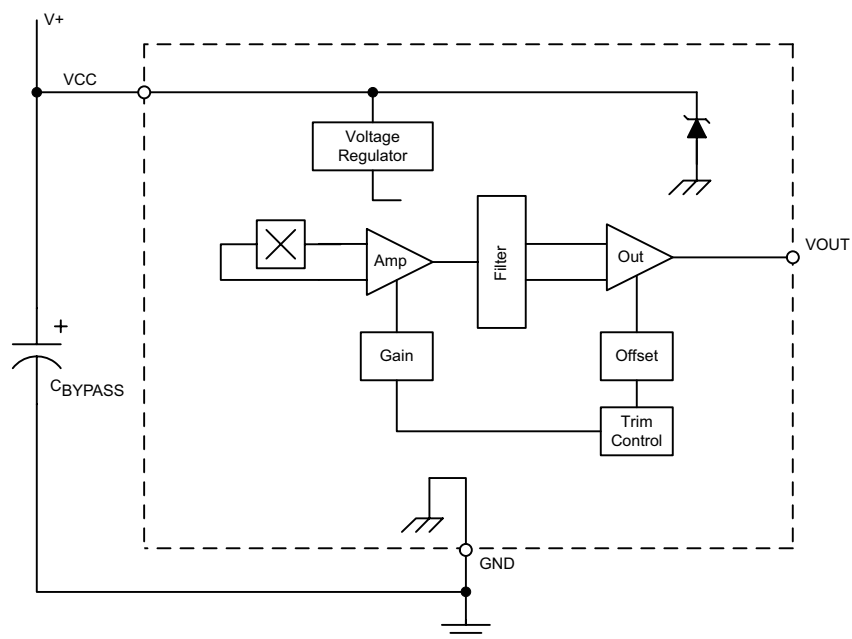 V+
VCC
Voltage
Regulator
VOUT
Amp
Filter
Out
+
Gain
Offset
CBYPASS
Trim
Control
GND